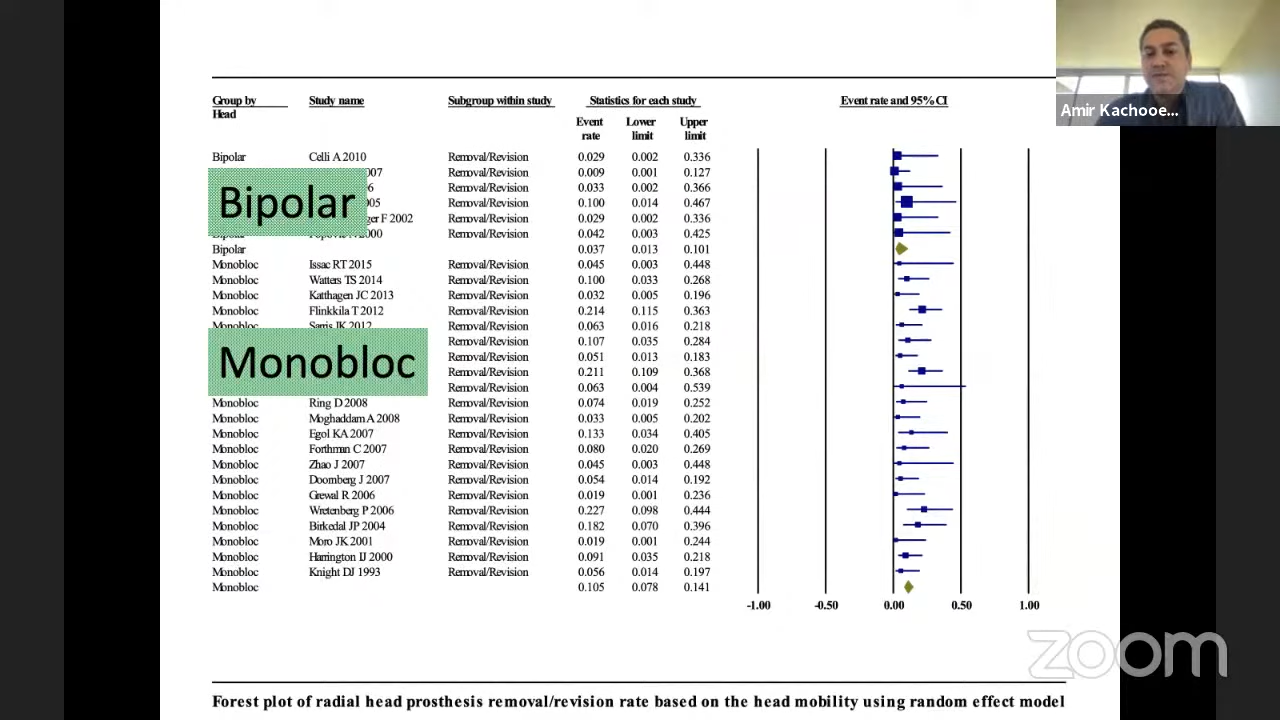 Amir Kachooe...
Group by Head Study name Subgroup within study Statistics for each study Event rate and 95% CI
Event rate Lower limit Upper limit
Bipolar Celli A 2010 Removal/Revision 0.029 0.002 0.336
007 Removal/Revision 0.009 0.001 0.127
6 Removal/Revision 0.033 0.002 0.366
005 Removal/Revision 0.100 0.014 0.467
ger F 2002 Removal/Revision 0.029 0.002 0.336
2000 Removal/Revision 0.042 0.003 0.425
Bipolar
Bipolar 0.037 0.013 0.101
Monobloc Issac RT 2015 Removal/Revision 0.045 0.003 0.448
Monobloc Watters TS 2014 Removal/Revision 0.100 0.033 0.268
Monobloc Katthagen JC 2013 Removal/Revision 0.032 0.005 0.196
Monobloc Flinkkila T 2012 Removal/Revision 0.214 0.115 0.363
Monobloc Sarris IK 2012 Removal/Revision 0.063 0.016 0.218
Removal/Revision 0.107 0.035 0.284
Removal/Revision 0.051 0.013 0.183
Removal/Revision 0.211 0.109 0.368
Removal/Revision 0.063 0.004 0.539
Monobloc
Monobloc Ring D 2008 Removal/Revision 0.074 0.019 0.252
Monobloc Moghaddam A 2008 Removal/Revision 0.033 0.005 0.202
Monobloc Egol KA 2007 Removal/Revision 0.133 0.034 0.405
Monobloc Forthman C 2007 Removal/Revision 0.080 0.020 0.269
Monobloc Zhao J 2007 Removal/Revision 0.045 0.003 0.448
Monobloc Doornberg J 2007 Removal/Revision 0.054 0.014 0.192
Monobloc Grewal R 2006 Removal/Revision 0.019 0.001 0.236
Monobloc Wretenberg P 2006 Removal/Revision 0.227 0.098 0.444
Monobloc Birkedal JP 2004 Removal/Revision 0.182 0.070 0.396
Monobloc Moro JK 2001 Removal/Revision 0.019 0.001 0.244
Monobloc Harrington IJ 2000 Removal/Revision 0.091 0.035 0.218
Monobloc Knight DJ 1993 Removal/Revision 0.056 0.014 0.197
Monobloc 0.105 0.078 0.141
-1.00 -0.50 0.00 0.50 1.00
zoom
Forest plot of radial head prosthesis removal/revision rate based on the head mobility using random effect model